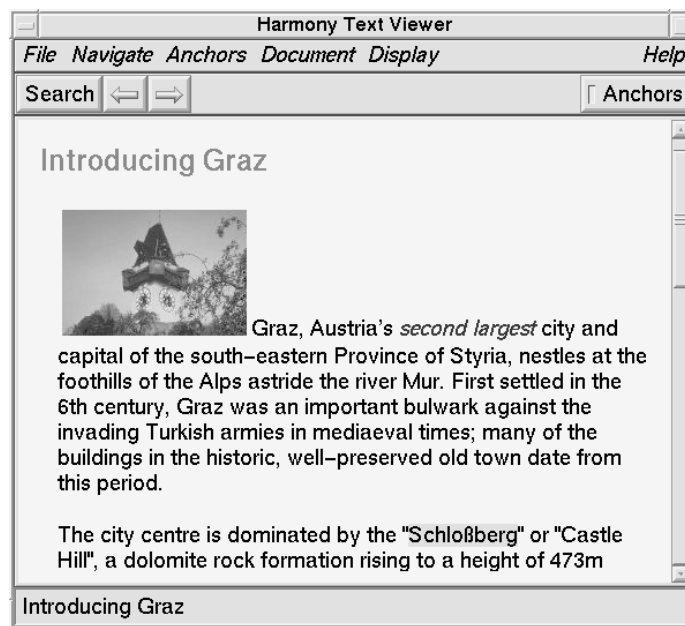 Harmony Text Viewer
File Navigate Anchors Document Display Help
Search Anchors
Introducing Graz
Graz, Austria's second largest city and
capital of the south–eastern Province of Styria, nestles at the
foothills of the Alps astride the river Mur. First settled in the
6th century, Graz was an important bulwark against the
invading Turkish armies in mediaeval times; many of the
buildings in the historic, well–preserved old town date from
this period.
The city centre is dominated by the "Schloßberg" or "Castle
Hill", a dolomite rock formation rising to a height of 473m
Introducing Graz